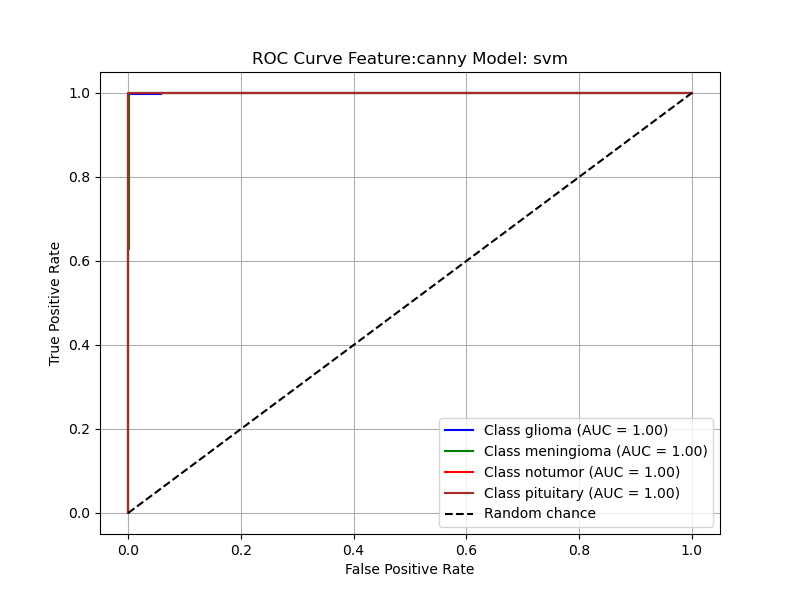 ROC Curve Feature:canny Model: svm
True Positive Rate
1.0
0.8
0.6
0.4
0.2
0.0
Class glioma (AUC = 1.00)
Class meningioma (AUC = 1.00)
Class notumor (AUC = 1.00)
Class pituitary (AUC = 1.00)
Random chance
0.0 0.2 0.4 0.6 0.8 1.0
False Positive Rate